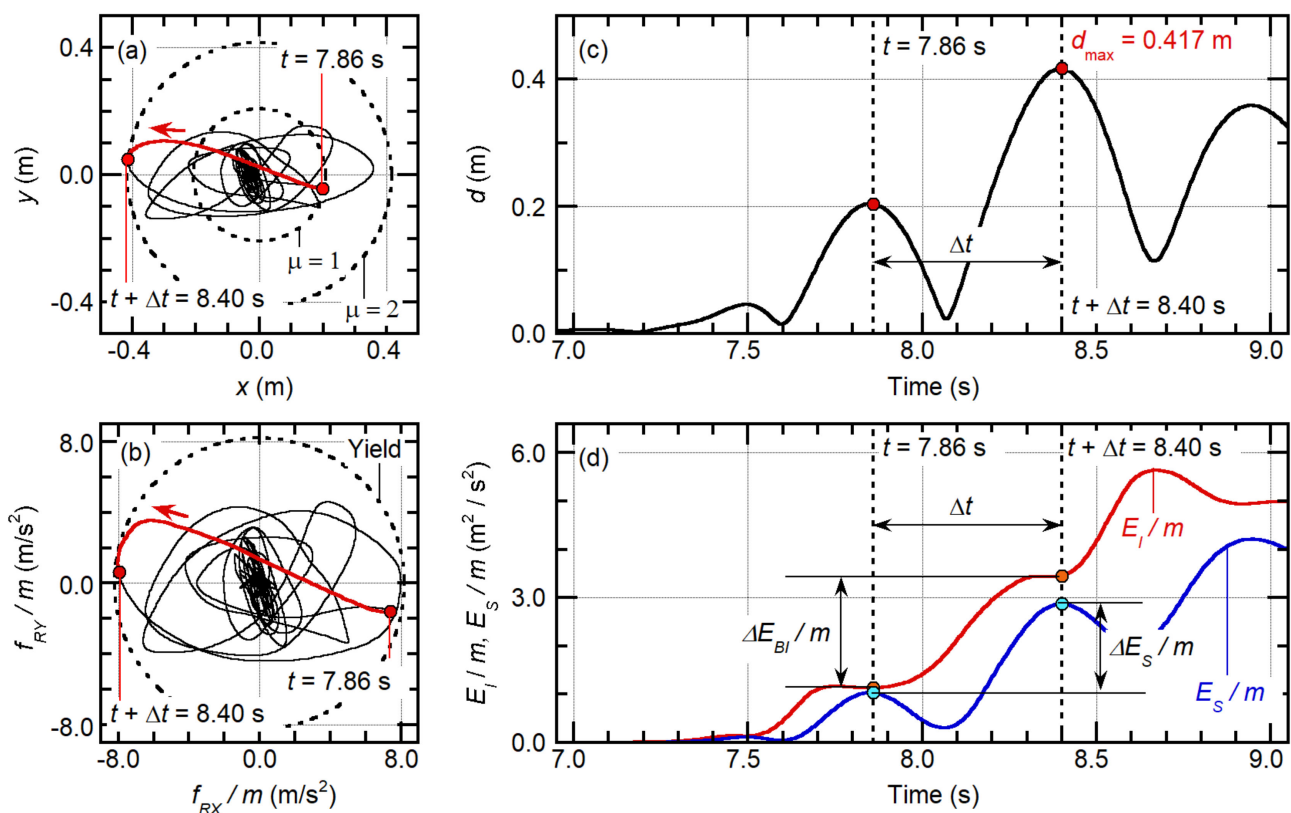 (a)
t = 7.86 s
0.4
0.0
-0.4
y (m)
μ = 1
μ = 2
t + Δt = 8.40 s
-0.4
0.0
0.4
x (m)
(c)
t = 7.86 s
d_max = 0.417 m
0.4
0.2
0.0
d (m)
Δt
t + Δt = 8.40 s
7.0
7.5
8.0
8.5
9.0
Time (s)
(b)
Yield
8.0
0.0
-8.0
f_RY / m (m/s²)
t = 7.86 s
t + Δt = 8.40 s
-8.0
0.0
8.0
f_RX / m (m/s²)
(d)
t = 7.86 s
t + Δt = 8.40 s
6.0
3.0
0.0
E_I / m, E_S / m (m² / s²)
Δt
E_I / m
ΔE_BI / m
ΔE_S / m
E_S / m
7.0
7.5
8.0
8.5
9.0
Time (s)